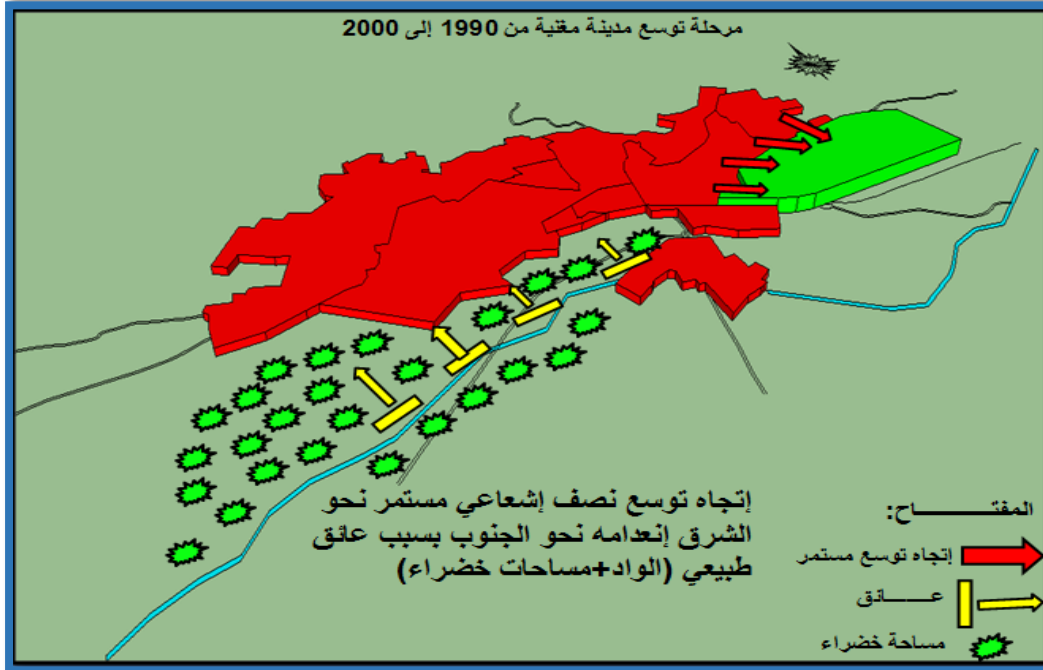 مرحلة توسع مدينة مغنية من 1990 إلى 2000
إتجاه توسع نصف إشعاعي مستمر نحو
الشرق إنعدامه نحو الجنوب بسبب عائق
طبيعي (الواد+مساحات خضراء)
المفتـــــــــاح:
إتجاه توسع مستمر
عـــــــائق
مساحة خضراء